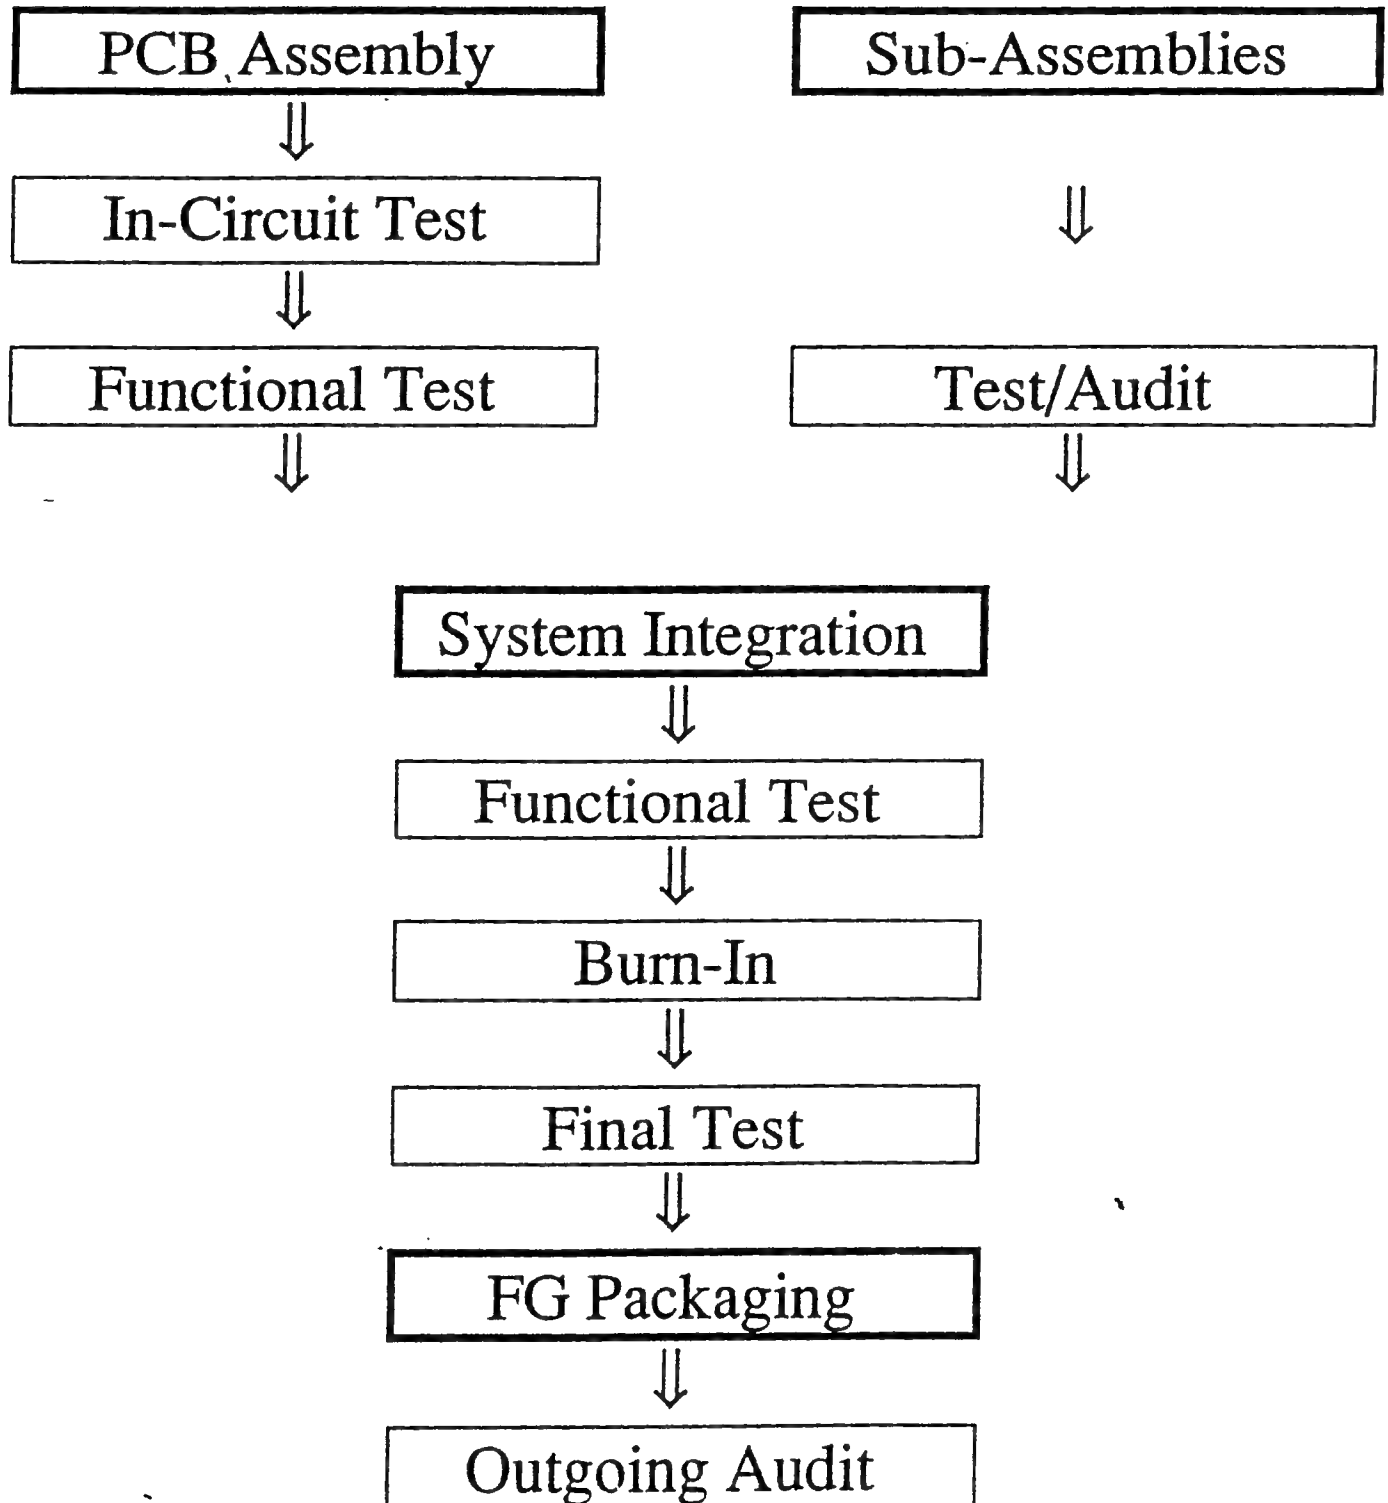 PCB Assembly
Sub-Assemblies
In-Circuit Test
Functional Test
Test/Audit
System Integration
Functional Test
Burn-In
Final Test
FG Packaging
Outgoing Audit